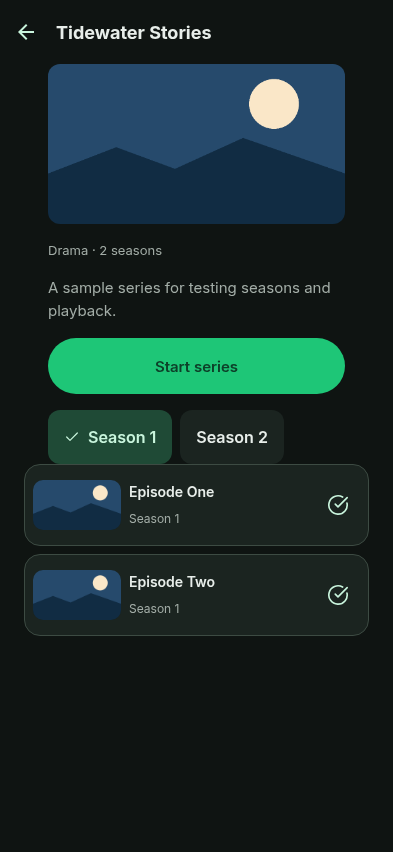 Tidewater Stories
Drama · 2 seasons
A sample series for testing seasons and
playback.
Start series
Season 1
Season 2
Episode One
Season 1
Episode Two
Season 1